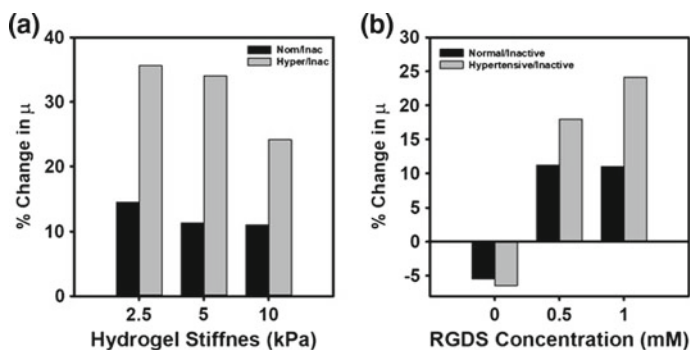 (a)
40
30
20
10
0
% Change in μ
Nom/Inac
Hyper/Inac
2.5 5 10
Hydrogel Stiffnes (kPa)
(b)
30
25
20
15
10
5
0
-5
% Change in μ
Normal/Inactive
Hypertensive/Inactive
0 0.5 1
RGDS Concentration (mM)